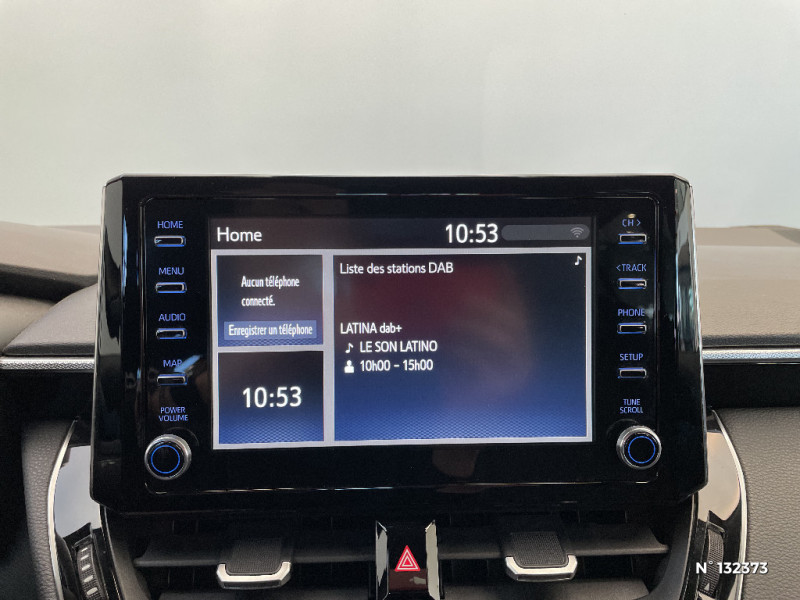 HOME
MENU
AUDIO
MAP
POWER
VOLUME
Home
10:53
Aucun téléphone
connecté.
Enregistrer un téléphone
10:53
Liste des stations DAB
LATINA dab+
LE SON LATINO
10h00 - 15h00
CH >
< TRACK
PHONE
SETUP
TUNE
SCROLL
N° 132373